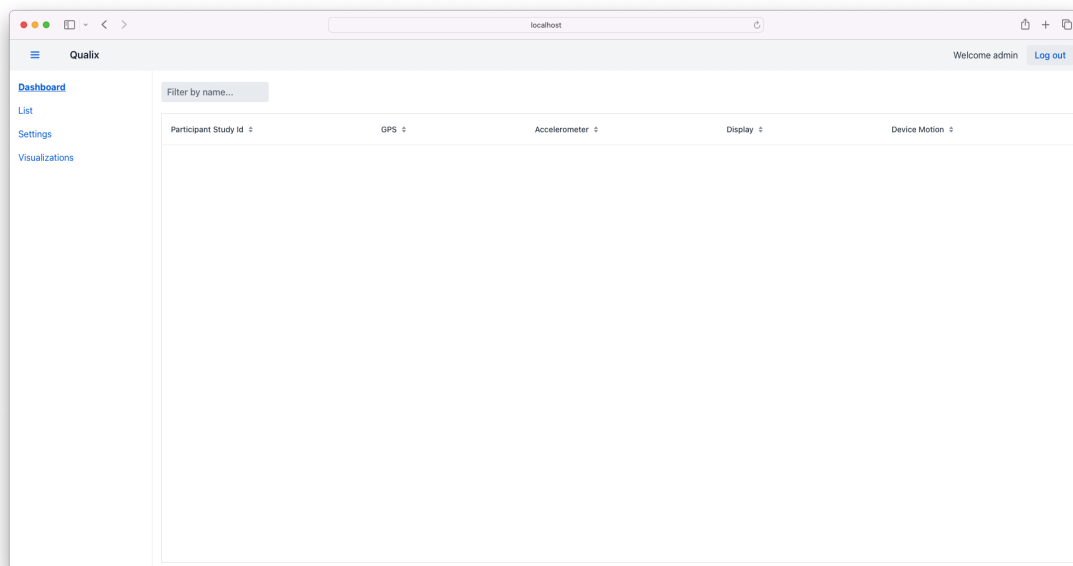 localhost
Qualix
Welcome admin Log out
Dashboard
List
Settings
Visualizations
Filter by name...
Participant Study Id GPS Accelerometer Display Device Motion